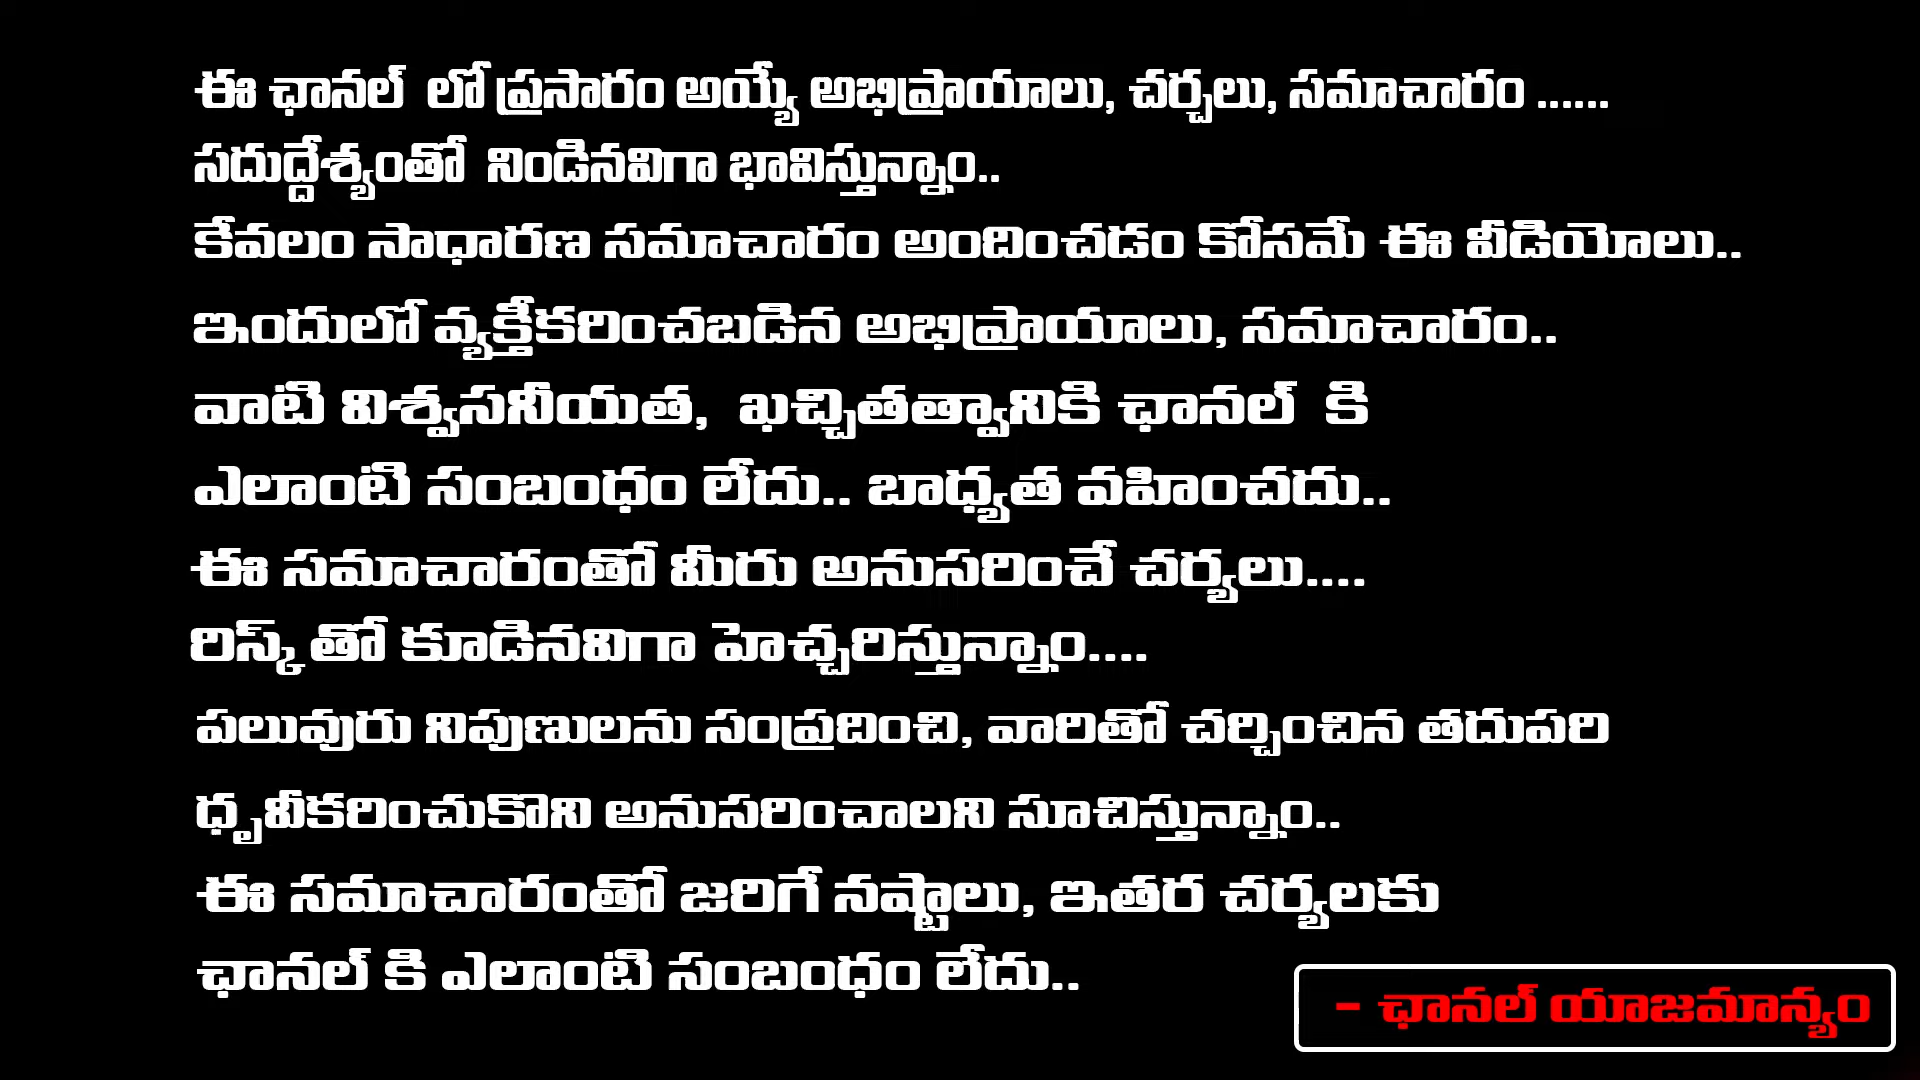 ఈ ఛానల్ లో ప్రసారం అయ్యే అభిప్రాయాలు, చర్చలు, సమాచారం ......
సదుద్దేశ్యంతో నిండినవిగా భావిస్తున్నాం..
కేవలం సాధారణ సమాచారం అందించడం కోసమే ఈ వీడియోలు..
ఇందులో వ్యక్తీకరించబడిన అభిప్రాయాలు, సమాచారం..
వాటి విశ్వసనీయత, ఖచ్చితత్వానికి ఛానల్ కి
ఎలాంటి సంబంధం లేదు.. బాధ్యత వహించదు..
ఈ సమాచారంతో మీరు అనుసరించే చర్యలు....
రిస్క్ తో కూడినవిగా హెచ్చరిస్తున్నాం....
పలువురు నిపుణులను సంప్రదించి, వారితో చర్చించిన తదుపరి
ధృవీకరించుకొని అనుసరించాలని సూచిస్తున్నాం..
ఈ సమాచారంతో జరిగే నష్టాలు, ఇతర చర్యలకు
ఛానల్ కి ఎలాంటి సంబంధం లేదు..
- ఛానల్ యాజమాన్యం